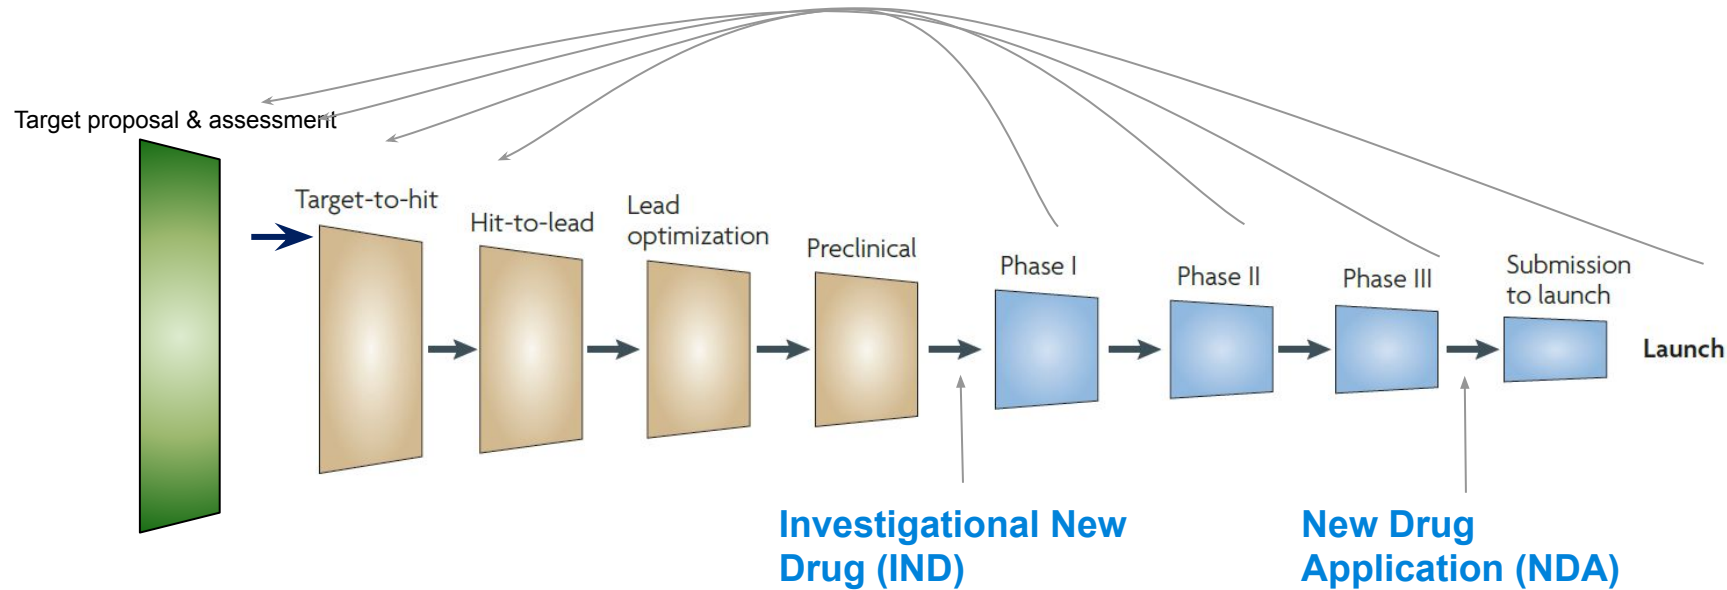 Target proposal & assessment
Target-to-hit
Hit-to-lead
Lead
optimization
Preclinical
Phase I
Phase II
Phase III
Submission
to launch
Launch
Investigational New
Drug (IND)
New Drug
Application (NDA)